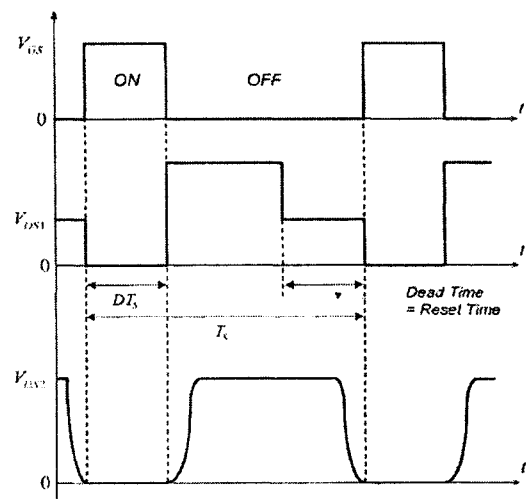 V_GS
ON
OFF
0
t
V_DS1
0
t
DT_s
Dead Time
= Reset Time
T_s
V_DS2
0
t